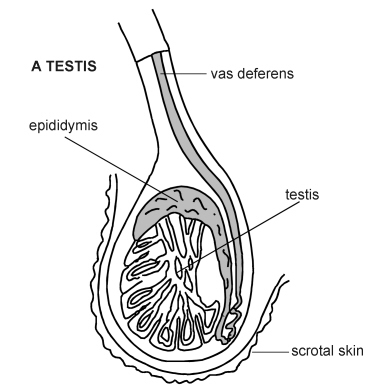 A TESTIS
vas deferens
epididymis
testis
scrotal skin